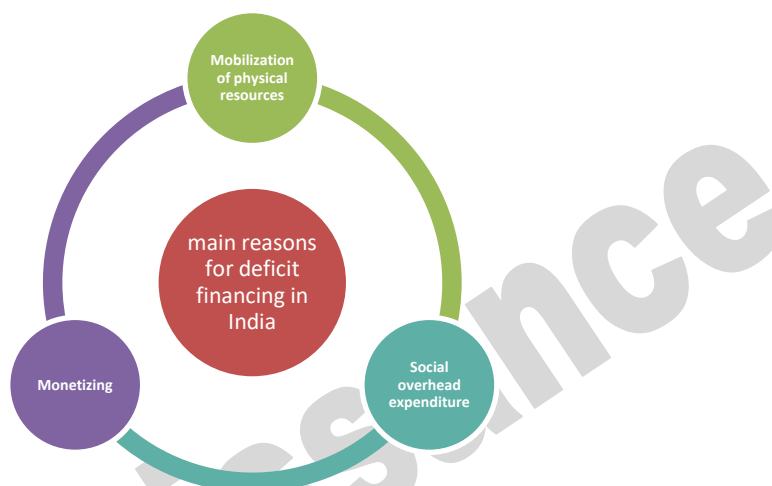 Mobilization
of physical
resources
main reasons
for deficit
financing in
India
Monetizing
Social
overhead
expenditure